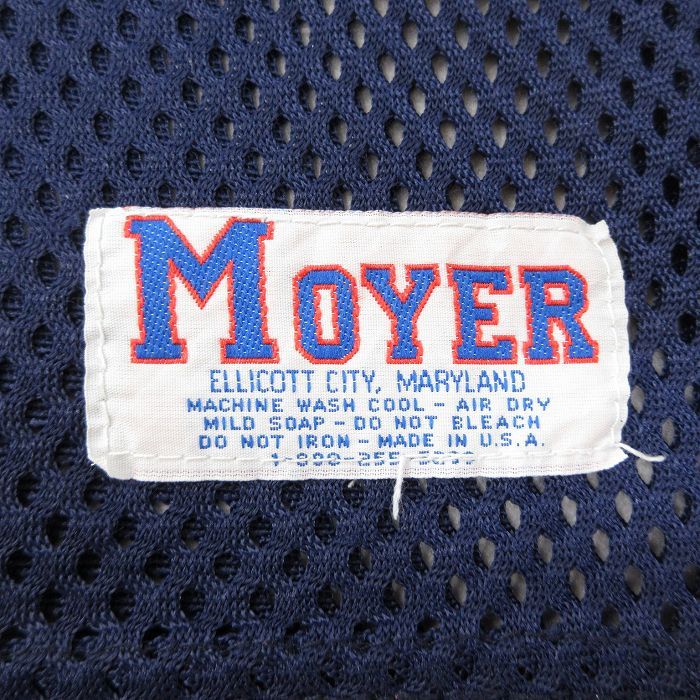 MOYER
ELLICOTT CITY, MARYLAND
MACHINE WASH COOL - AIR DRY
MILD SOAP - DO NOT BLEACH
DO NOT IRON - MADE IN U.S.A.